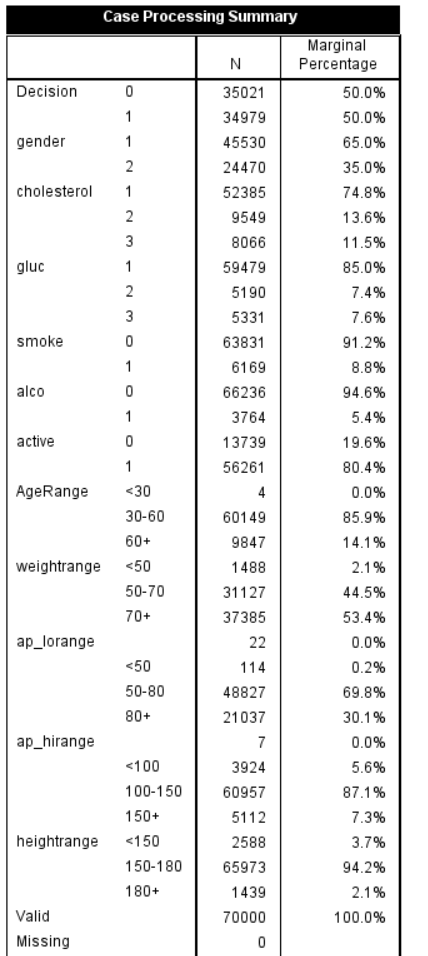 Case Processing Summary
N Marginal Percentage
Decision 0 35021 50.0%
1 34979 50.0%
gender 1 45530 65.0%
2 24470 35.0%
cholesterol 1 52385 74.8%
2 9549 13.6%
3 8066 11.5%
gluc 1 59479 85.0%
2 5190 7.4%
3 5331 7.6%
smoke 0 63831 91.2%
1 6169 8.8%
alco 0 66236 94.6%
1 3764 5.4%
active 0 13739 19.6%
1 56261 80.4%
AgeRange <30 4 0.0%
30-60 60149 85.9%
60+ 9847 14.1%
weightrange <50 1488 2.1%
50-70 31127 44.5%
70+ 37385 53.4%
ap_lorange 22 0.0%
<50 114 0.2%
50-80 48827 69.8%
80+ 21037 30.1%
ap_hirange 7 0.0%
<100 3924 5.6%
100-150 60957 87.1%
150+ 5112 7.3%
heightrange <150 2588 3.7%
150-180 65973 94.2%
180+ 1439 2.1%
Valid 70000 100.0%
Missing 0